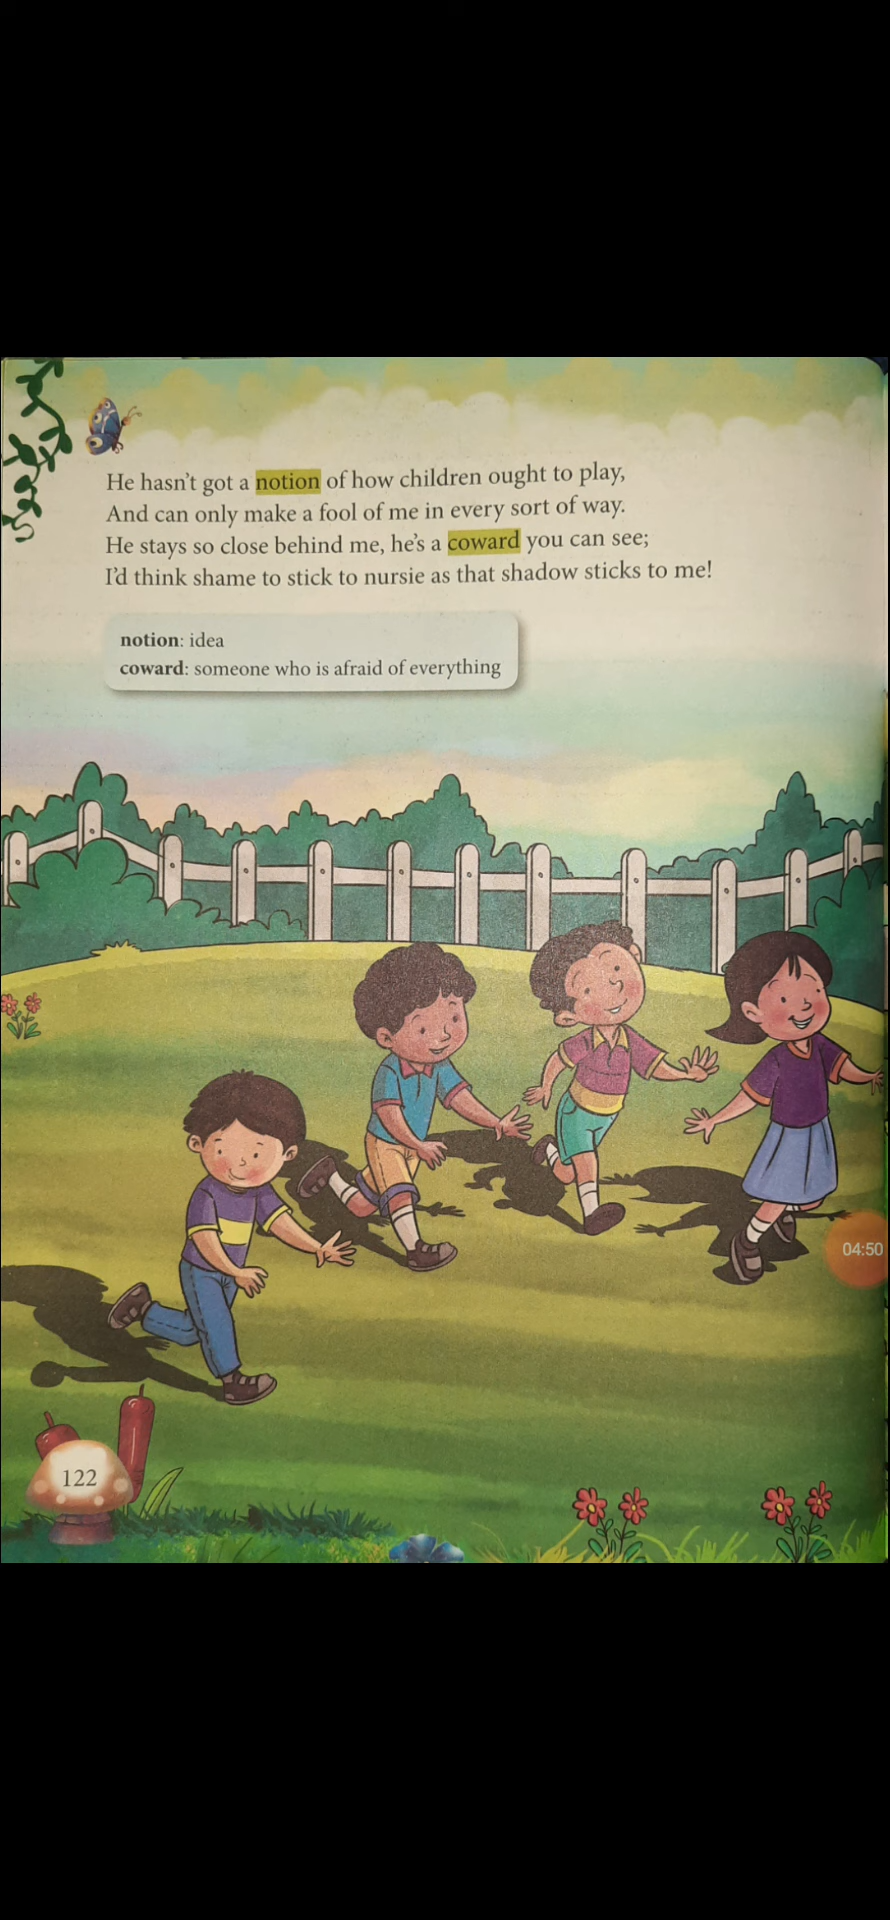 He hasn't got a notion of how children ought to play,
And can only make a fool of me in every sort of way.
He stays so close behind me, he's a coward you can see;
I'd think shame to stick to nursie as that shadow sticks to me!
notion: idea
coward: someone who is afraid of everything
04:50
122